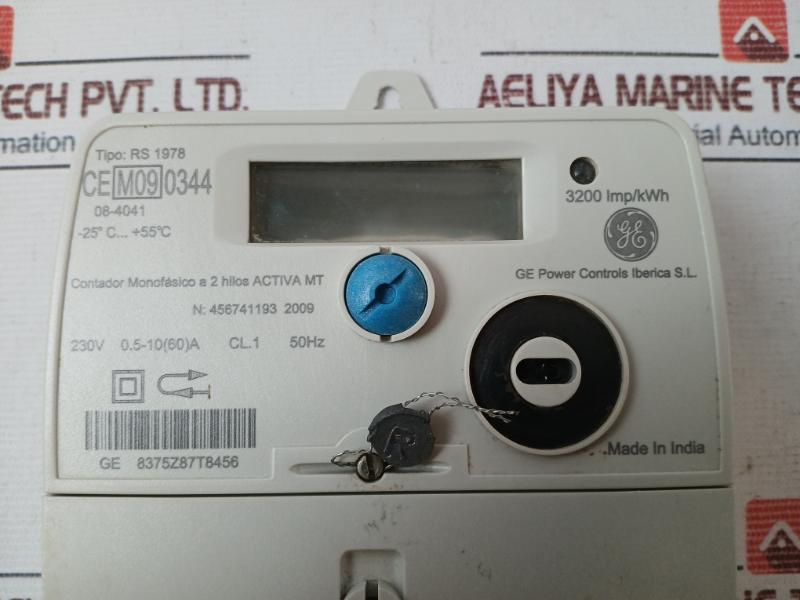 TECH PVT. LTD.
AELIYA MARINE TE
mation
ial Autom
Tipo: RS 1978
CE M09 0344
08-4041
-25° C... +55°C
3200 Imp/kWh
GE
GE Power Controls Iberica S.L.
Contador Monofásico a 2 hilos ACTIVA MT
N: 456741193 2009
230V 0.5-10(60)A CL.1 50Hz
R
GE 8375Z87T8456
Made In India